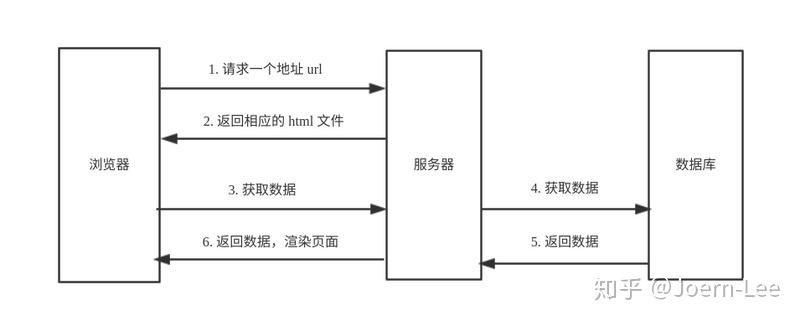 1. 请求一个地址 url
2. 返回相应的 html 文件
浏览器
服务器
数据库
3. 获取数据
4. 获取数据
6. 返回数据，渲染页面
5. 返回数据
知乎 @Joern-Lee